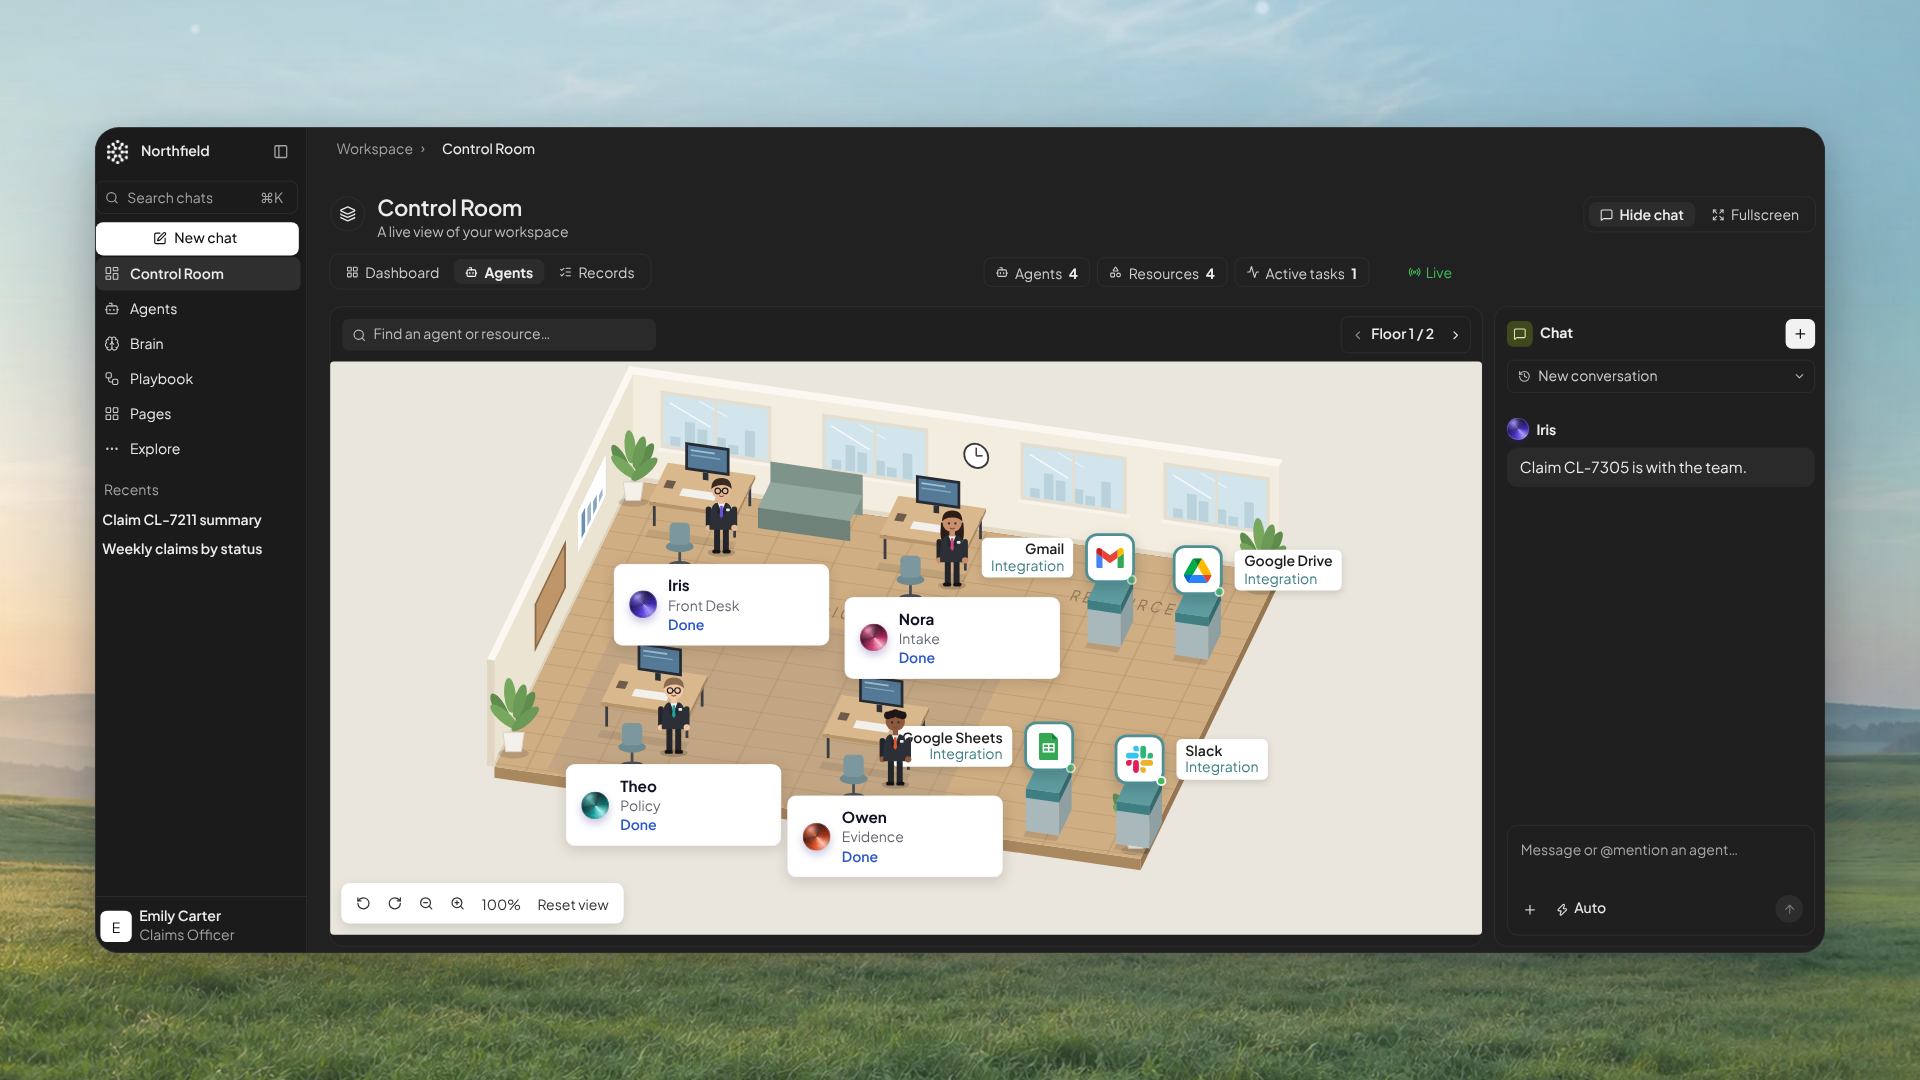 Northfield
Search chats ⌘K
New chat
Control Room
Agents
Brain
Playbook
Pages
Explore
Recents
Claim CL-7211 summary
Weekly claims by status
E
Emily Carter
Claims Officer
Workspace › Control Room
Control Room
A live view of your workspace
Hide chat
Fullscreen
Dashboard
Agents
Records
Agents 4
Resources 4
Active tasks 1
Live
Find an agent or resource...
Floor 1 / 2
Gmail
Integration
Google Drive
Integration
Iris
Front Desk
Done
Nora
Intake
Done
Google Sheets
Integration
Slack
Integration
Theo
Policy
Done
Owen
Evidence
Done
100%
Reset view
Chat
New conversation
Iris
Claim CL-7305 is with the team.
Message or @mention an agent...
Auto